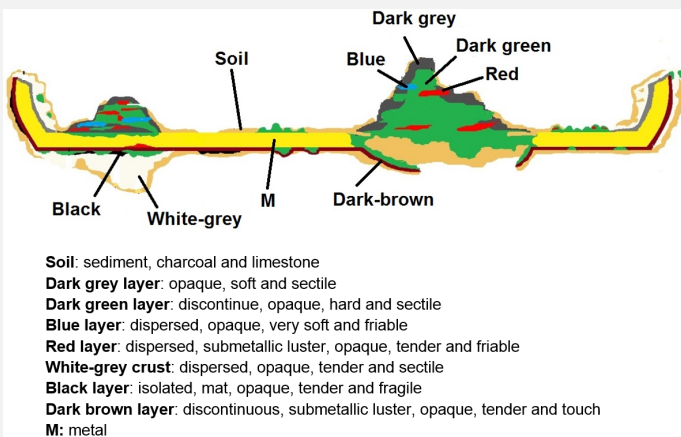 Dark grey
Soil
Blue
Dark green
Red
Black
White-grey
M
Dark-brown
Soil: sediment, charcoal and limestone
Dark grey layer: opaque, soft and sectile
Dark green layer: discontinue, opaque, hard and sectile
Blue layer: dispersed, opaque, very soft and friable
Red layer: dispersed, submetallic luster, opaque, tender and friable
White-grey crust: dispersed, opaque, tender and sectile
Black layer: isolated, mat, opaque, tender and fragile
Dark brown layer: discontinuous, submetallic luster, opaque, tender and touch
M: metal